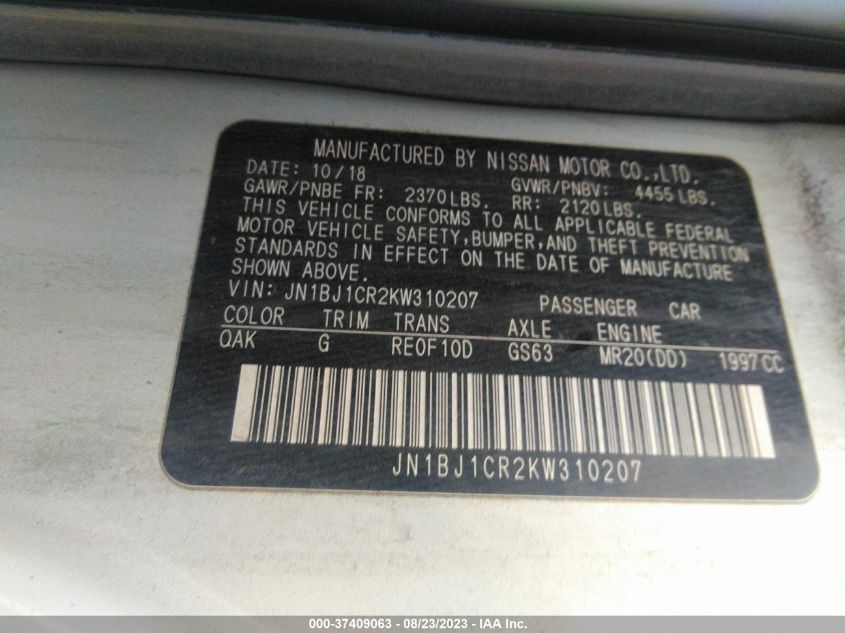 MANUFACTURED BY NISSAN MOTOR CO.,LTD.
DATE: 10/18
GAWR/PNBE FR: 2370LBS. GVWR/PNBV: 4455LBS.
RR: 2120LBS.
THIS VEHICLE CONFORMS TO ALL APPLICABLE FEDERAL
MOTOR VEHICLE SAFETY,BUMPER,AND THEFT PREVENTION
STANDARDS IN EFFECT ON THE DATE OF MANUFACTURE
SHOWN ABOVE.
VIN: JN1BJ1CR2KW310207 PASSENGER CAR
COLOR TRIM TRANS AXLE ENGINE
QAK G RE0F10D GS63 MR20(DD) 1997CC
JN1BJ1CR2KW310207
000-37409063 - 08/23/2023 - IAA Inc.